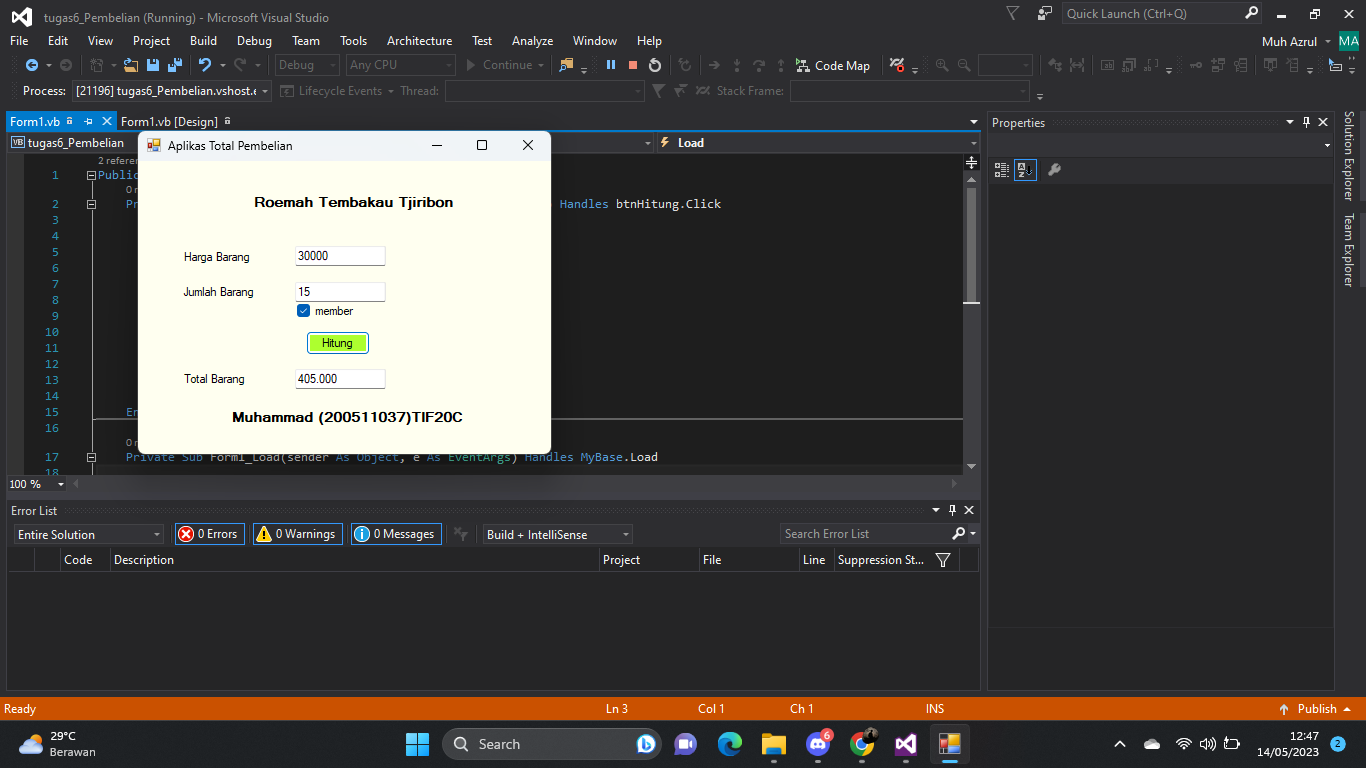 tugas6_Pembelian (Running) - Microsoft Visual Studio
Quick Launch (Ctrl+Q)
File Edit View Project Build Debug Team Tools Architecture Test Analyze Window Help
Muh Azrul MA
Debug Any CPU Continue Code Map
Process: [21196] tugas6_Pembelian.vshost.e Lifecycle Events Thread: Stack Frame:
Form1.vb Form1.vb [Design]
VB tugas6_Pembelian Load
Aplikas Total Pembelian
2 referen
1 Public
2 Pr Handles btnHitung.Click
3
4
5
6
7
8
9
10
11
12
13
14
15 En
16
17 Private Sub Form1_Load(sender As Object, e As EventArgs) Handles MyBase.Load
18
Roemah Tembakau Tjiribon
Harga Barang 30000
Jumlah Barang 15
member
Hitung
Total Barang 405.000
Muhammad (200511037)TIF20C
100 %
Properties
Solution Explorer
Team Explorer
Error List
Entire Solution 0 Errors 0 Warnings 0 Messages Build + IntelliSense Search Error List
Code Description Project File Line Suppression St...
Ready Ln 3 Col 1 Ch 1 INS Publish
29°C
Berawan
Search
6
12:47
14/05/2023
2